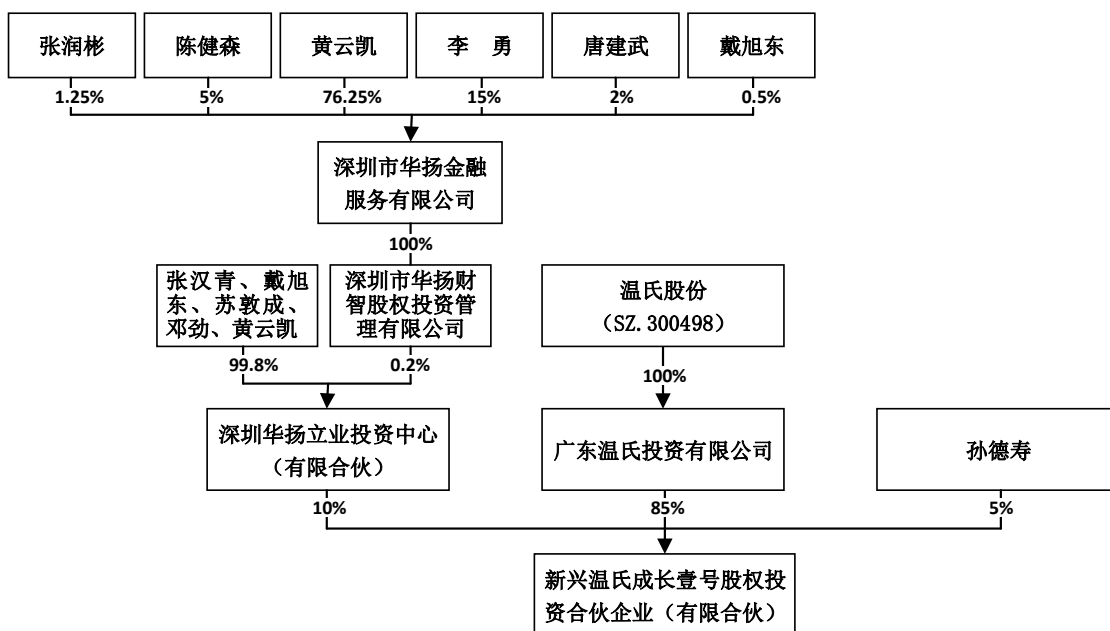 张润彬
陈健森
黄云凯
李　勇
唐建武
戴旭东
1.25%
5%
76.25%
15%
2%
0.5%
深圳市华扬金融
服务有限公司
100%
张汉青、戴旭
东、苏敦成、
邓劲、黄云凯
深圳市华扬财
智股权投资管
理有限公司
温氏股份
（SZ.300498）
99.8%
0.2%
100%
深圳华扬立业投资中心
（有限合伙）
广东温氏投资有限公司
孙德寿
10%
85%
5%
新兴温氏成长壹号股权投
资合伙企业（有限合伙）